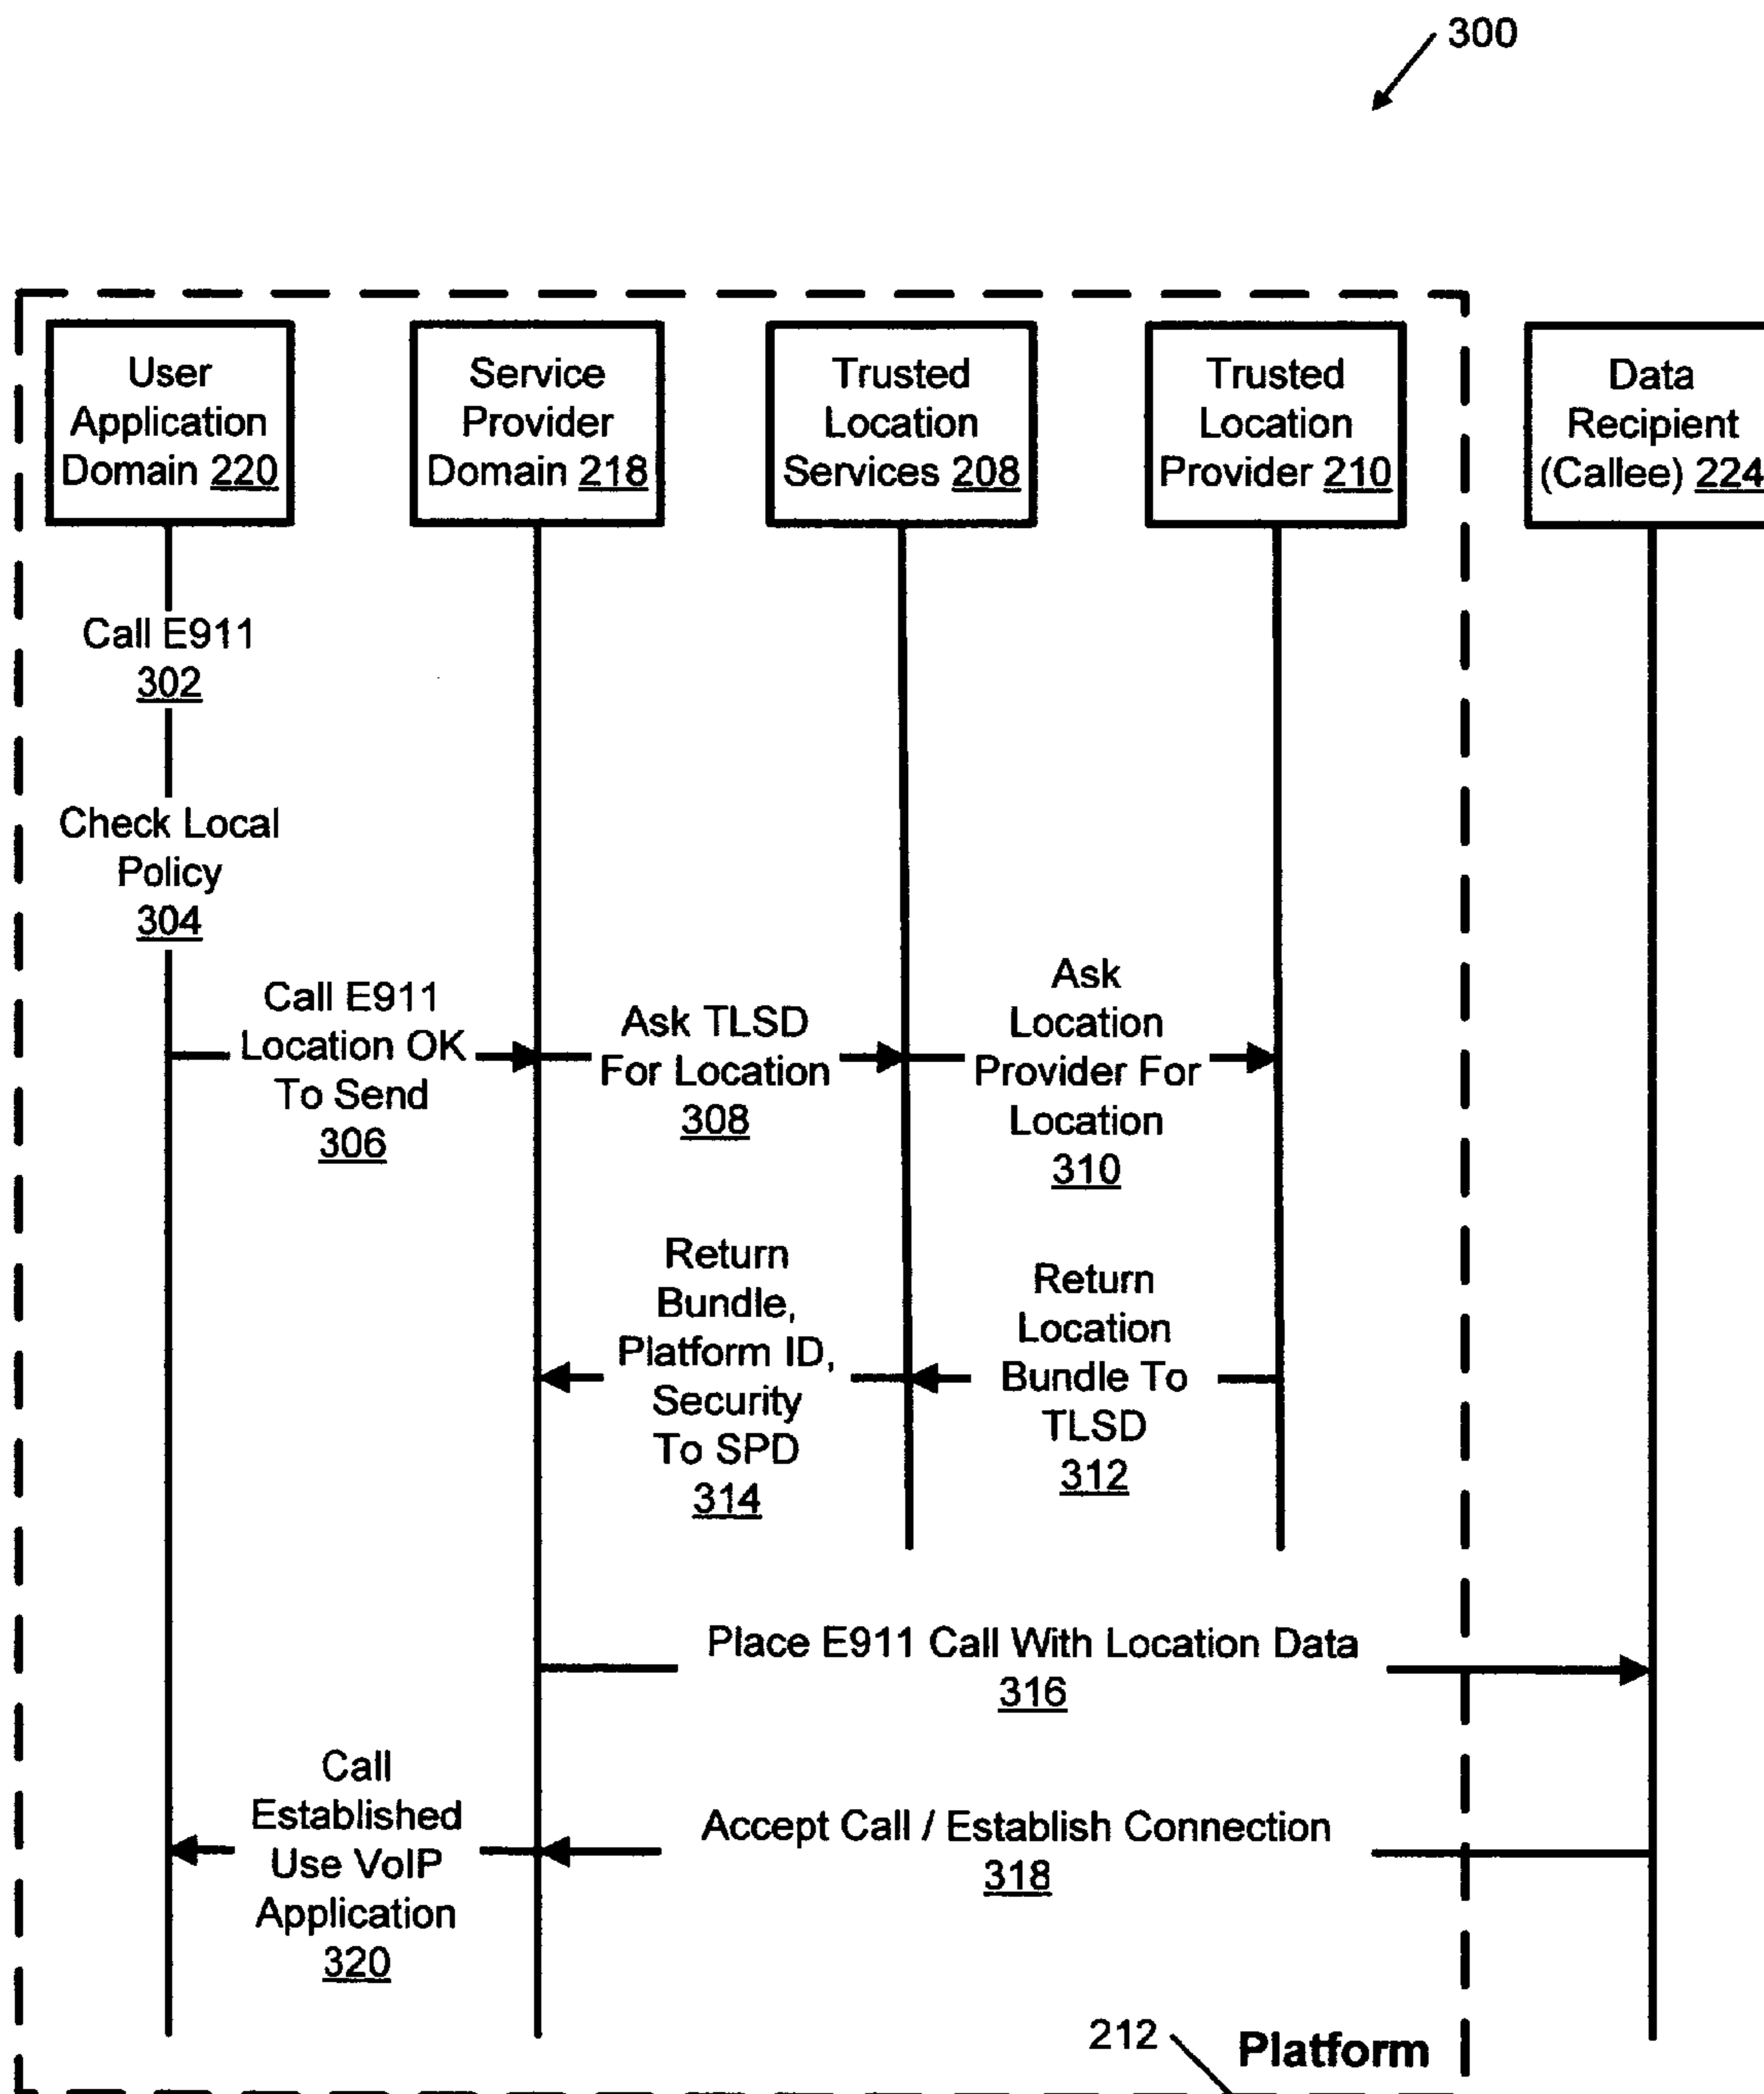 300
User
Application
Domain 220
Service
Provider
Domain 218
Trusted
Location
Services 208
Trusted
Location
Provider 210
Data
Recipient
(Callee) 224
Call E911
302
Check Local
Policy
304
Call E911
Location OK
To Send
306
Ask TLSD
For Location
308
Ask
Location
Provider For
Location
310
Return
Bundle,
Platform ID,
Security
To SPD
314
Return
Location
Bundle To
TLSD
312
Place E911 Call With Location Data
316
Call
Established
Use VoIP
Application
320
Accept Call / Establish Connection
318
212
Platform